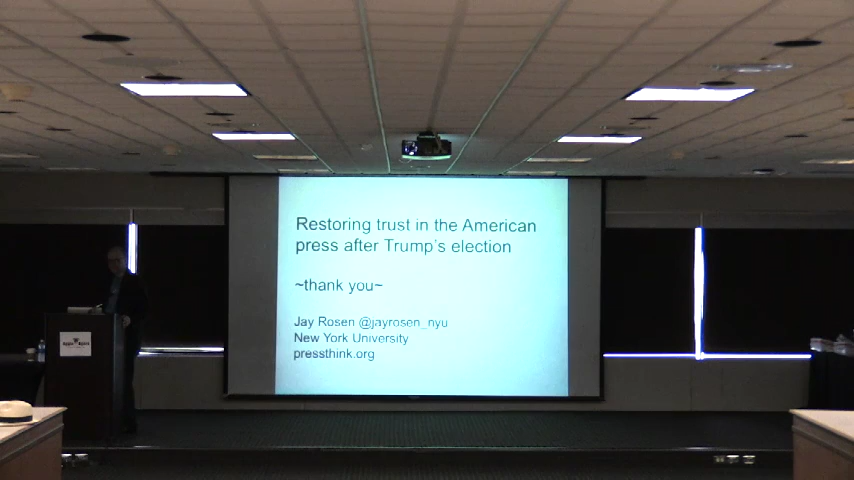 Restoring trust in the American
press after Trump's election
~thank you~
Jay Rosen @jayrosen_nyu
New York University
pressthink.org